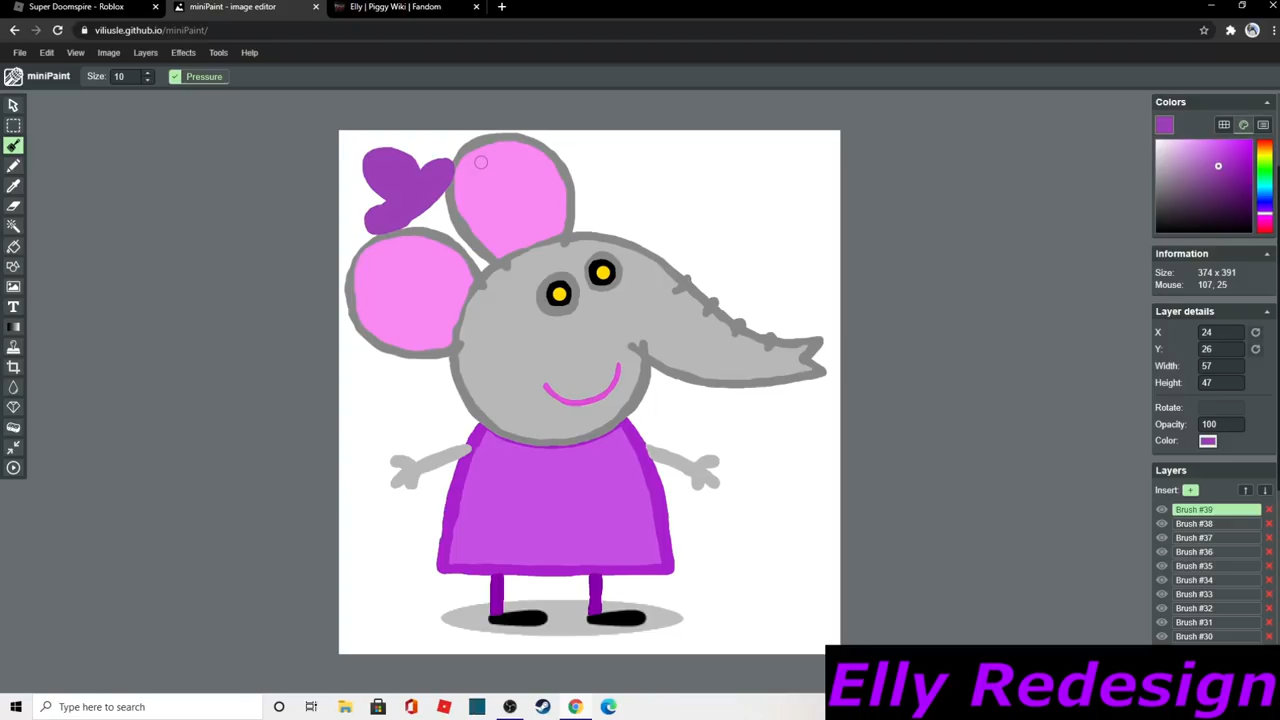 Super Doomspire - Roblox
miniPaint - image editor
Elly | Piggy Wiki | Fandom
viliusle.github.io/miniPaint/
File Edit View Image Layers Effects Tools Help
miniPaint Size: 10 Pressure
Colors
Information
Size: 374 x 391
Mouse: 107, 25
Layer details
X 24
Y: 26
Width: 57
Height: 47
Rotate:
Opacity: 100
Color:
Layers
Insert: + ↑ ↓
Brush #39
Brush #38
Brush #37
Brush #36
Brush #35
Brush #34
Brush #33
Brush #32
Brush #31
Brush #30
Elly Redesign
Type here to search